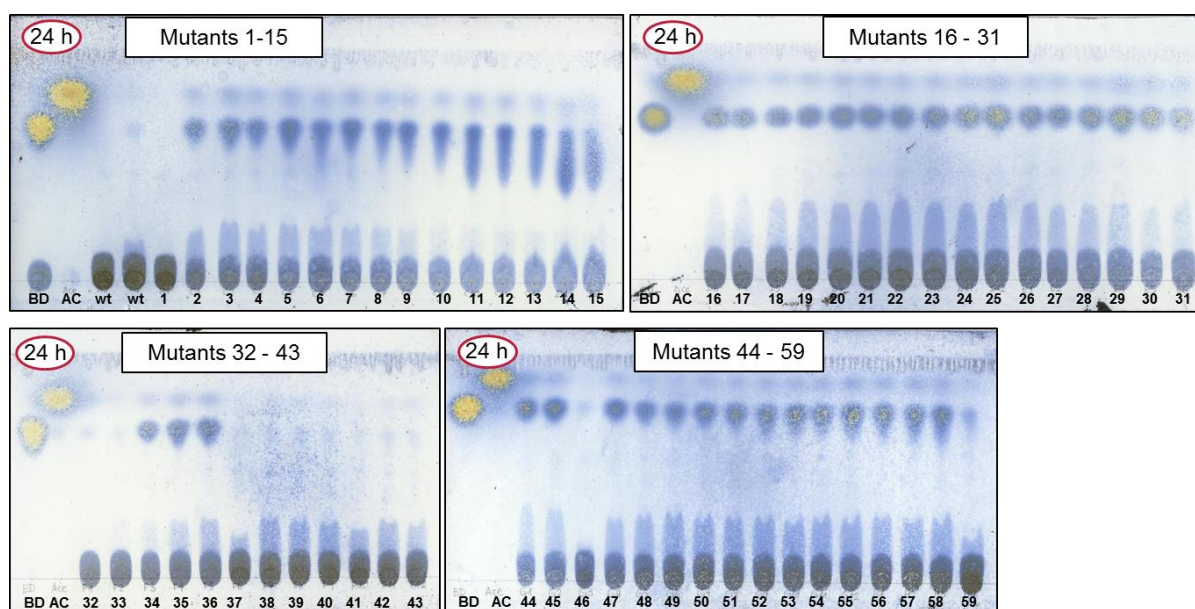 24 h
Mutants 1-15
BD AC wt wt 1 2 3 4 5 6 7 8 9 10 11 12 13 14 15
24 h
Mutants 16 - 31
BD AC 16 17 18 19 20 21 22 23 24 25 26 27 28 29 30 31
24 h
Mutants 32 - 43
BD Ace
BD AC 32 33 34 35 36 37 38 39 40 41 42 43
24 h
Mutants 44 - 59
BD Ace
BD AC 44 45 46 47 48 49 50 51 52 53 54 55 56 57 58 59